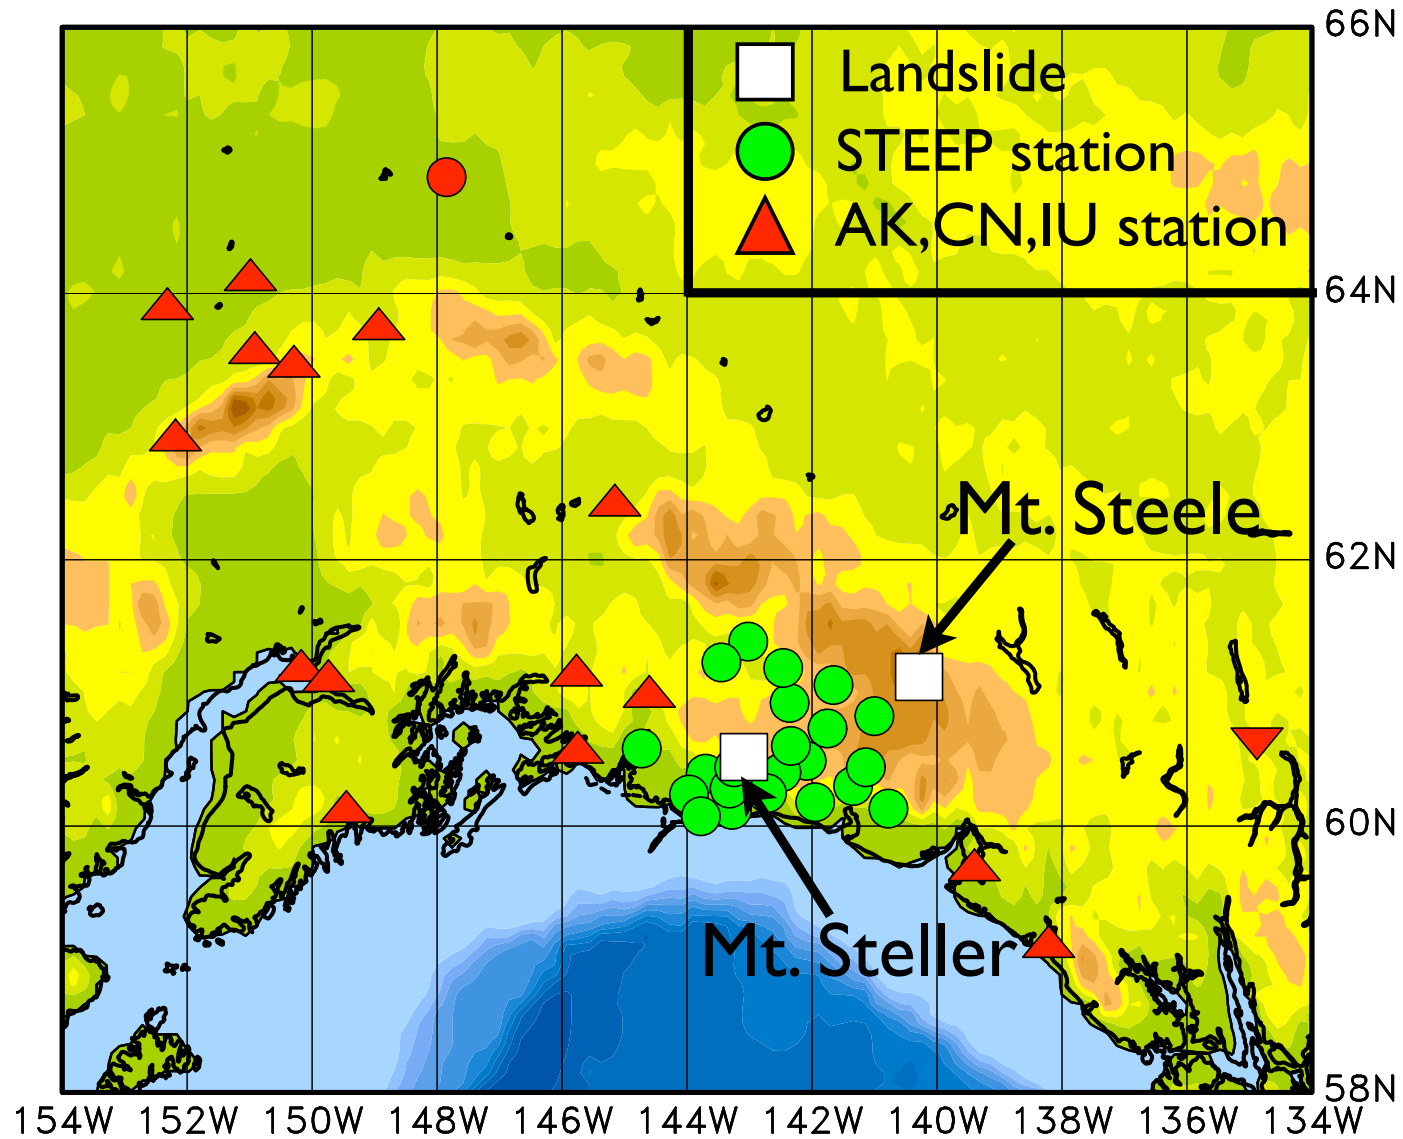 66N
Landslide
STEEP station
AK,CN,IU station
64N
Mt. Steele
62N
60N
Mt. Steller
58N
154W 152W 150W 148W 146W 144W 142W 140W 138W 136W 134W